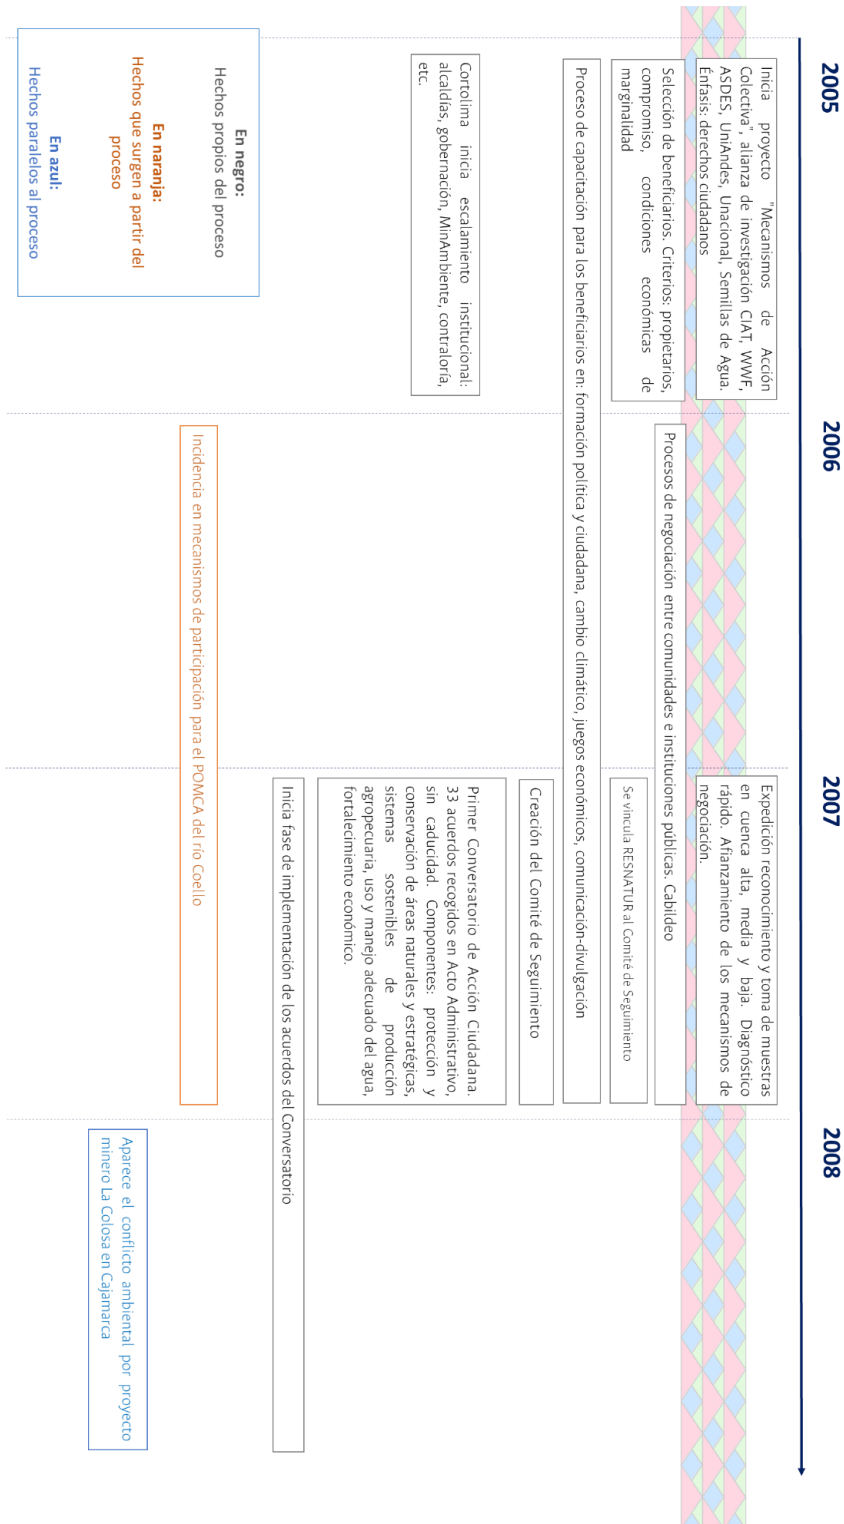 2005
2006
2007
2008
Inicia proyecto "Mecanismos de Acción
Colectiva", alianza de investigación CIAT, WWF,
ASDES, UniAndes, Unacional, Semillas de Agua.
Énfasis: derechos ciudadanos
Expedición reconocimiento y toma de muestras
en cuenca alta, media y baja. Diagnóstico
rápido. Afianzamiento de los mecanismos de
negociación.
Selección de beneficiarios. Criterios: propietarios,
compromiso, condiciones económicas de
marginalidad
Procesos de negociación entre comunidades e instituciones públicas. Cabildeo
Se vincula RESNATUR al Comité de Seguimiento
Proceso de capacitación para los beneficiarios en: formación política y ciudadana, cambio climático, juegos económicos, comunicación-divulgación
Creación del Comité de Seguimiento
Cortolima inicia escalamiento institucional:
alcaldías, gobernación, MinAmbiente, contraloría,
etc.
Primer Conversatorio de Acción Ciudadana.
33 acuerdos recogidos en Acto Administrativo,
sin caducidad. Componentes: protección y
conservación de áreas naturales y estratégicas,
sistemas sostenibles de producción
agropecuaria, uso y manejo adecuado del agua,
fortalecimiento económico.
Inicia fase de implementación de los acuerdos del Conversatorio
Incidencia en mecanismos de participación para el POMCA del río Coello
Aparece el conflicto ambiental por proyecto
minero La Colosa en Cajamarca
En negro:
Hechos propios del proceso
En naranja:
Hechos que surgen a partir del
proceso
En azul:
Hechos paralelos al proceso